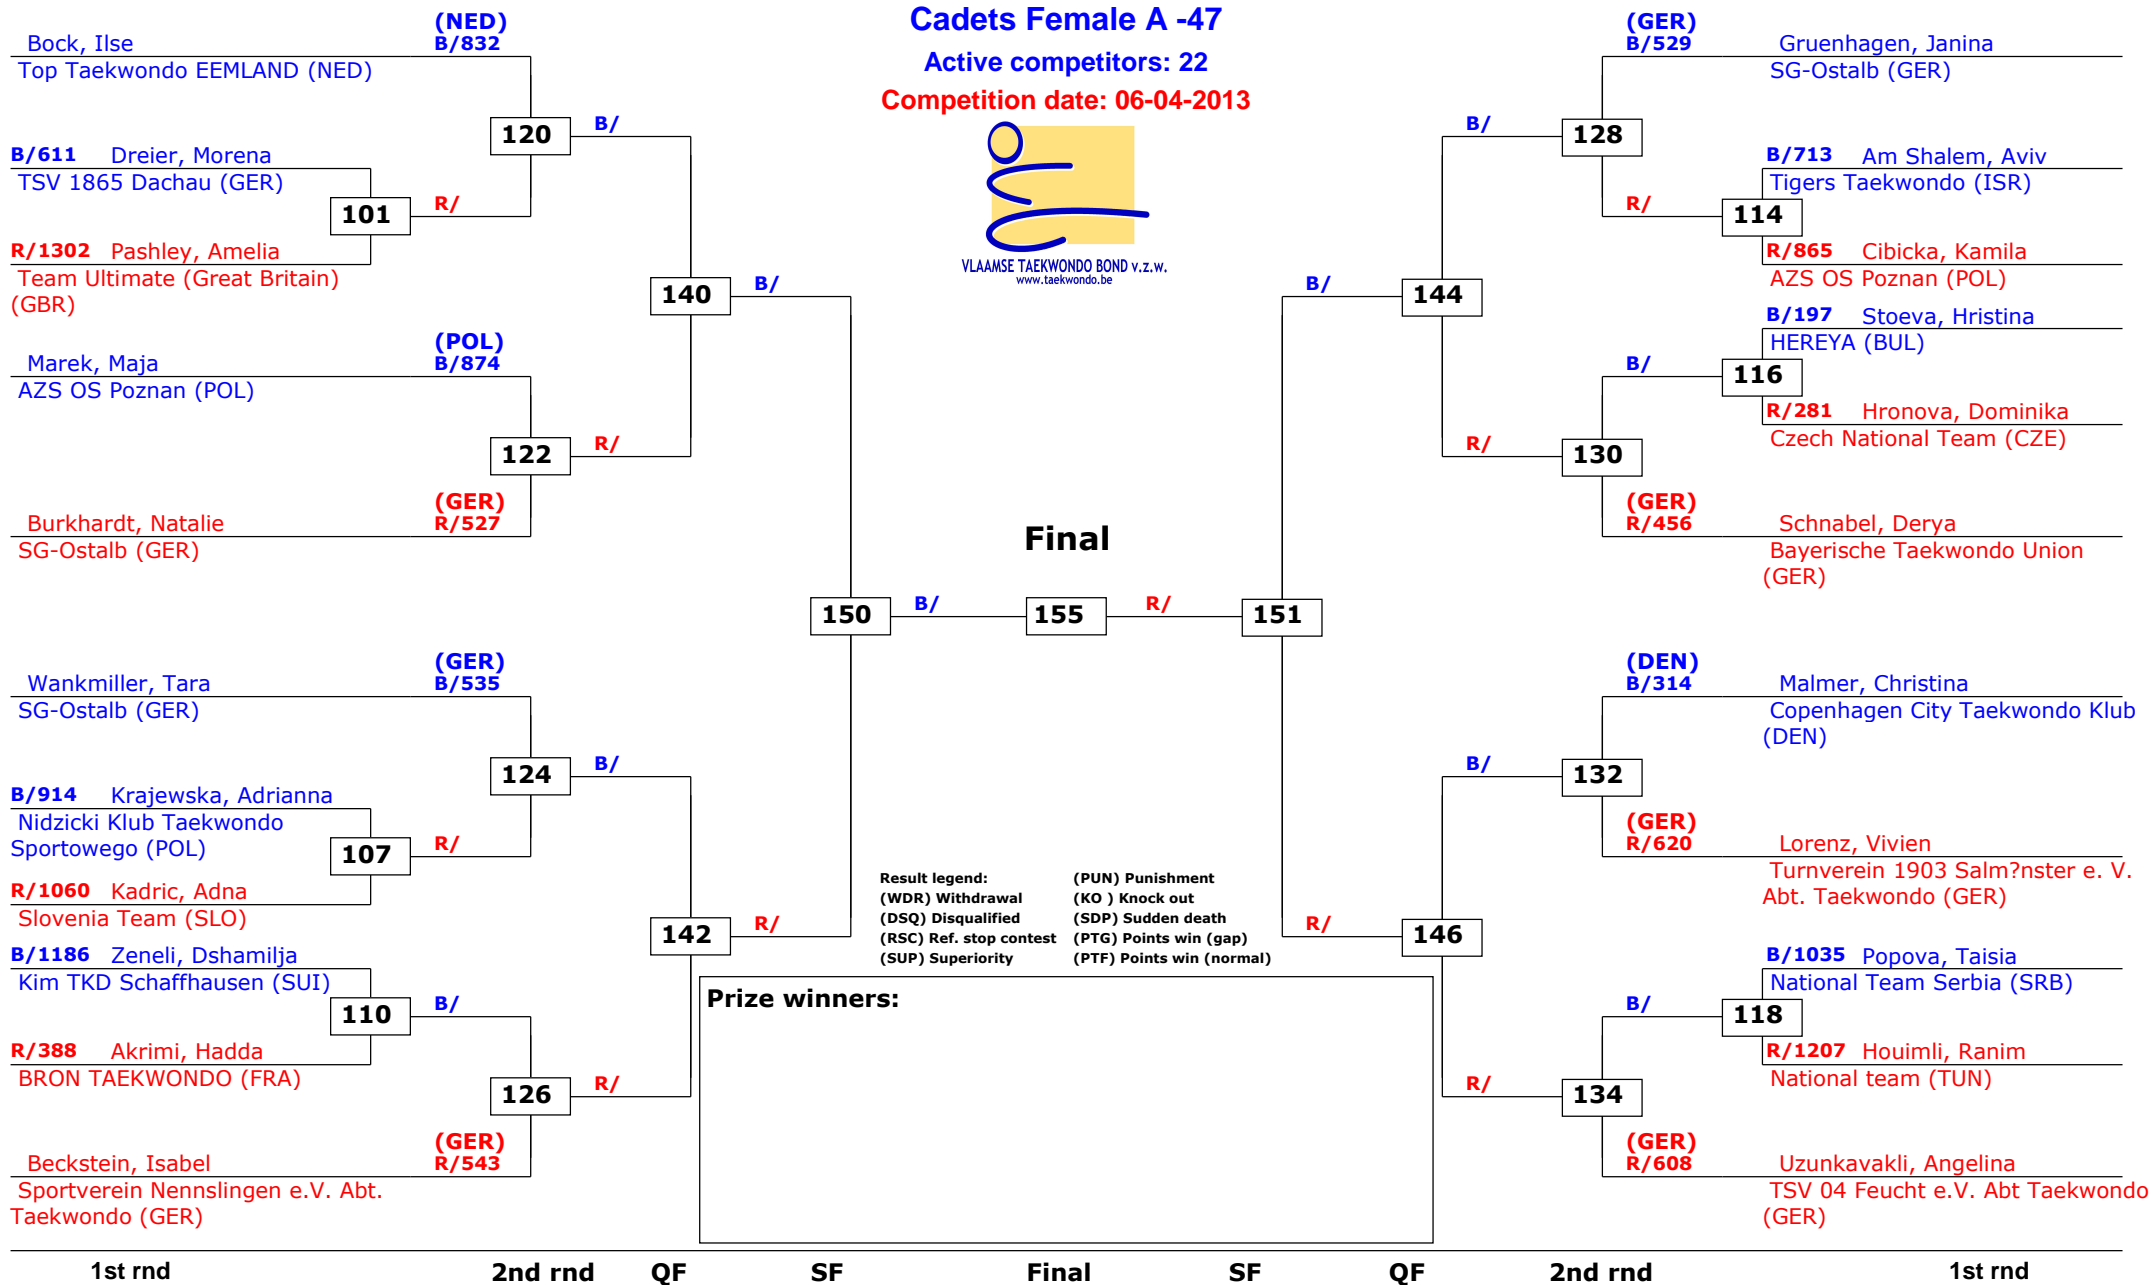 Cadets Female A -47
Active competitors: 22
Competition date: 06-04-2013
VLAAMSE TAEKWONDO BOND v.z.w.
www.taekwondo.be
(NED)
Bock, Ilse B/832
Top Taekwondo EEMLAND (NED)
120 B/
B/611 Dreier, Morena
TSV 1865 Dachau (GER)
101 R/
R/1302 Pashley, Amelia
Team Ultimate (Great Britain)
(GBR)
140 B/
(POL)
Marek, Maja B/874
AZS OS Poznan (POL)
122 R/
(GER)
Burkhardt, Natalie R/527
SG-Ostalb (GER)
150 B/
(GER)
Wankmiller, Tara B/535
SG-Ostalb (GER)
124 B/
B/914 Krajewska, Adrianna
Nidzicki Klub Taekwondo
Sportowego (POL)
107 R/
R/1060 Kadric, Adna
Slovenia Team (SLO)
142 R/
B/1186 Zeneli, Dshamilja
Kim TKD Schaffhausen (SUI)
110 B/
R/388 Akrimi, Hadda
BRON TAEKWONDO (FRA)
126 R/
(GER)
Beckstein, Isabel R/543
Sportverein Nennslingen e.V. Abt.
Taekwondo (GER)
Final
155
(GER)
B/529 Gruenhagen, Janina
SG-Ostalb (GER)
B/ 128
B/713 Am Shalem, Aviv
Tigers Taekwondo (ISR)
R/ 114
R/865 Cibicka, Kamila
AZS OS Poznan (POL)
B/ 144
B/197 Stoeva, Hristina
HEREYA (BUL)
B/ 116
R/281 Hronova, Dominika
Czech National Team (CZE)
R/ 130
(GER)
R/456 Schnabel, Derya
Bayerische Taekwondo Union
(GER)
R/ 151
(DEN)
B/314 Malmer, Christina
Copenhagen City Taekwondo Klub
(DEN)
B/ 132
(GER)
R/620 Lorenz, Vivien
Turnverein 1903 Salm?nster e. V.
Abt. Taekwondo (GER)
R/ 146
B/1035 Popova, Taisia
National Team Serbia (SRB)
B/ 118
R/1207 Houimli, Ranim
National team (TUN)
R/ 134
(GER)
R/608 Uzunkavakli, Angelina
TSV 04 Feucht e.V. Abt Taekwondo
(GER)
Result legend: (PUN) Punishment
(WDR) Withdrawal (KO ) Knock out
(DSQ) Disqualified (SDP) Sudden death
(RSC) Ref. stop contest (PTG) Points win (gap)
(SUP) Superiority (PTF) Points win (normal)
Prize winners:
1st rnd 2nd rnd QF SF Final SF QF 2nd rnd 1st rnd